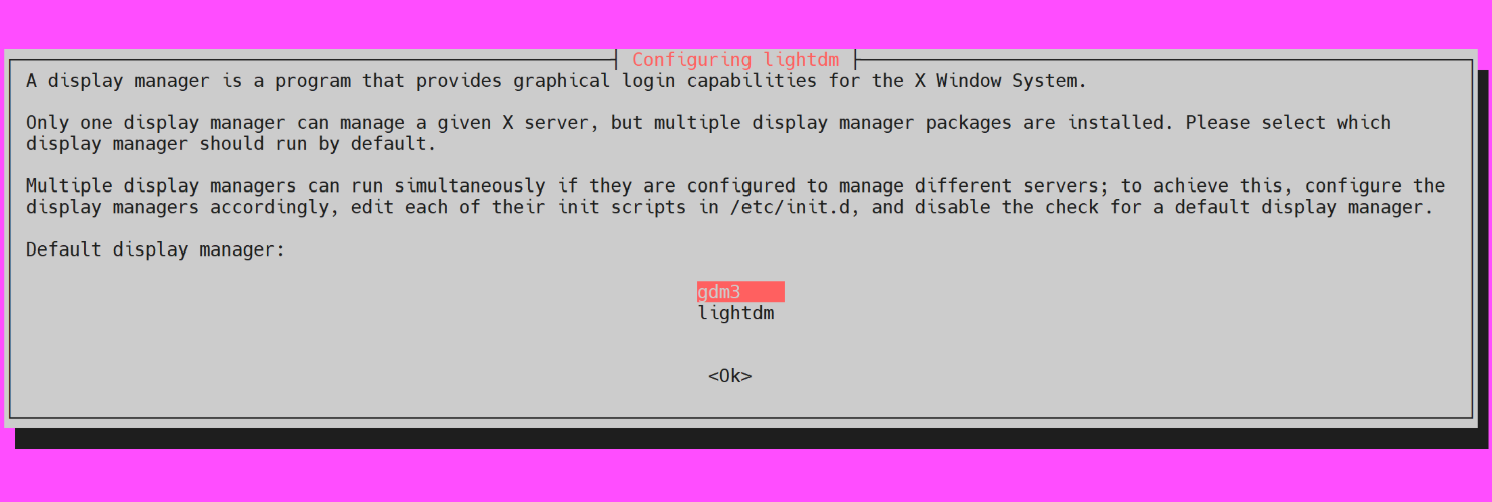 Configuring lightdm
A display manager is a program that provides graphical login capabilities for the X Window System.
Only one display manager can manage a given X server, but multiple display manager packages are installed. Please select which
display manager should run by default.
Multiple display managers can run simultaneously if they are configured to manage different servers; to achieve this, configure the
display managers accordingly, edit each of their init scripts in /etc/init.d, and disable the check for a default display manager.
Default display manager:
gdm3
lightdm
<Ok>